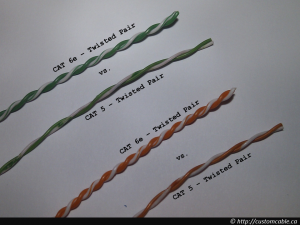 CAT 6e - Twisted Pair
vs.
CAT 5 - Twisted Pair
CAT 6e - Twisted Pair
vs.
CAT 5 - Twisted Pair
© http://customcable.ca